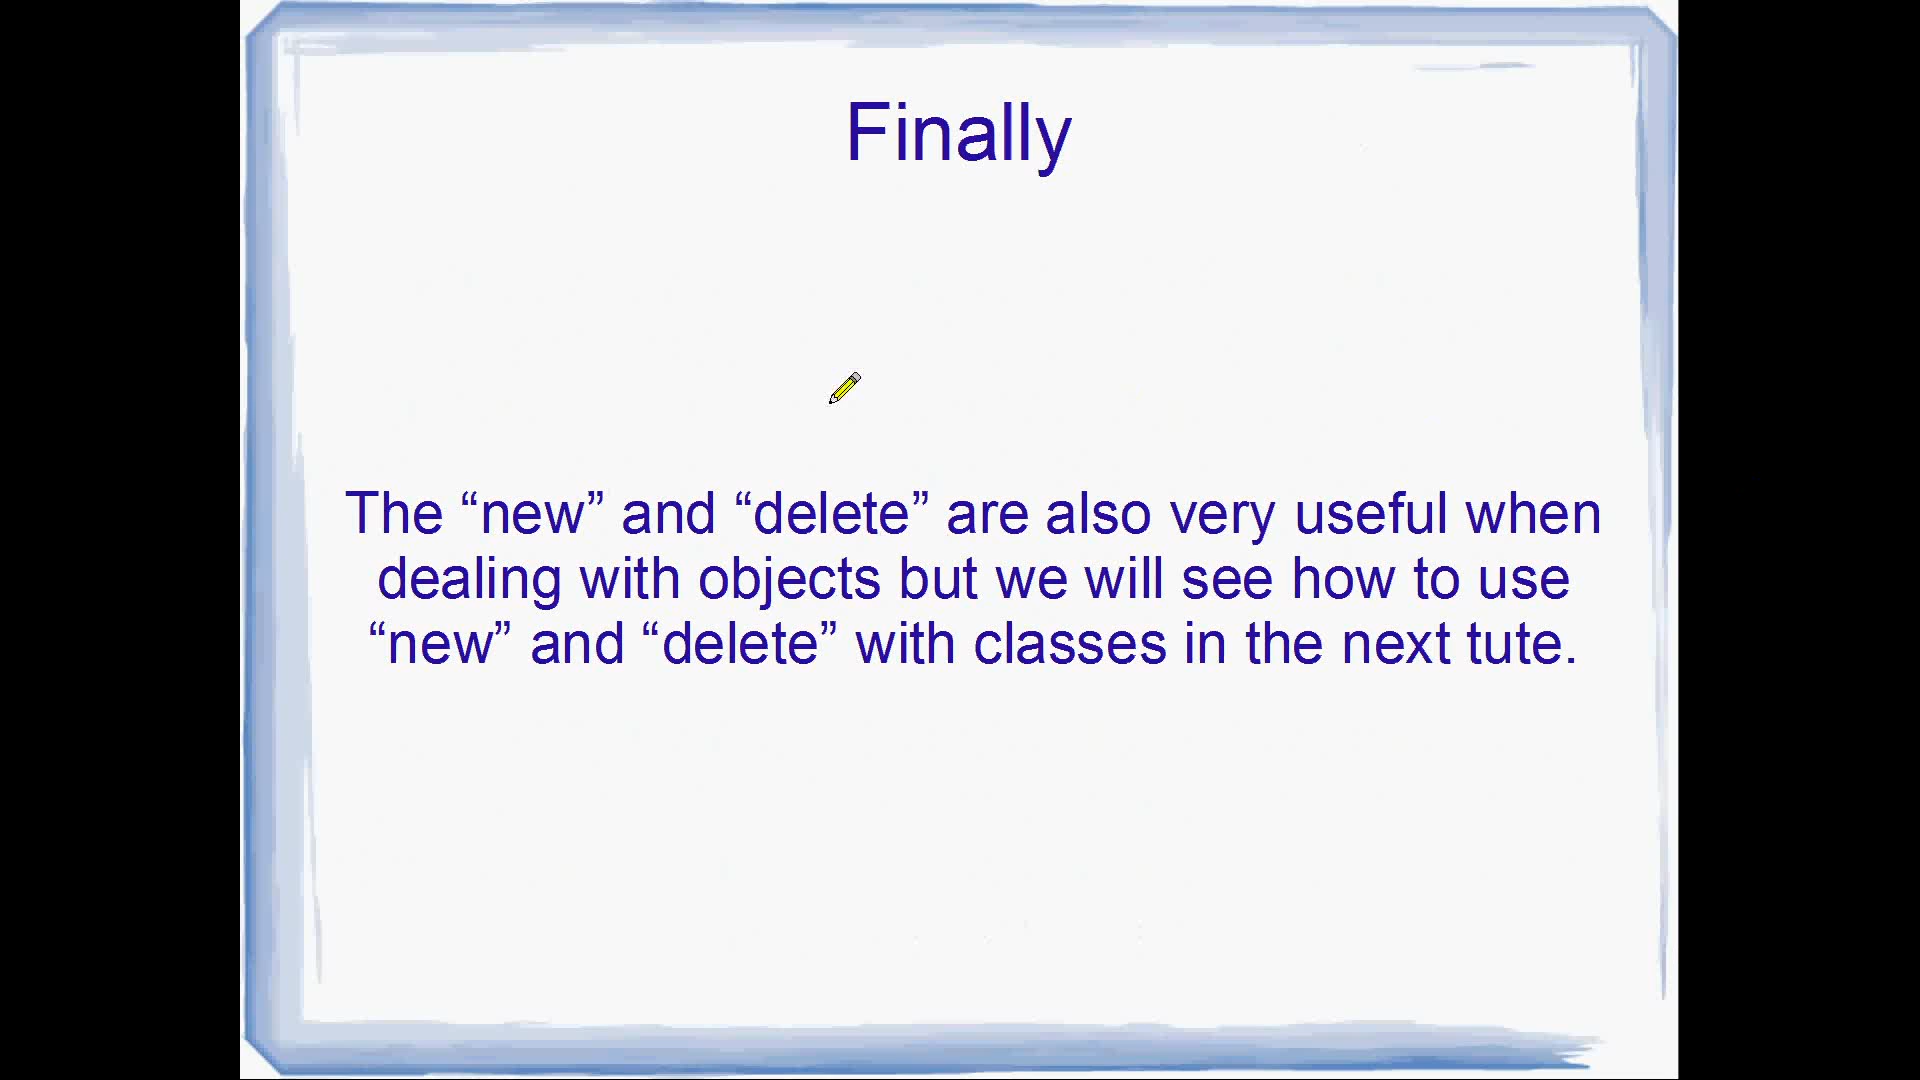 Finally
The “new” and “delete” are also very useful when
dealing with objects but we will see how to use
“new” and “delete” with classes in the next tute.